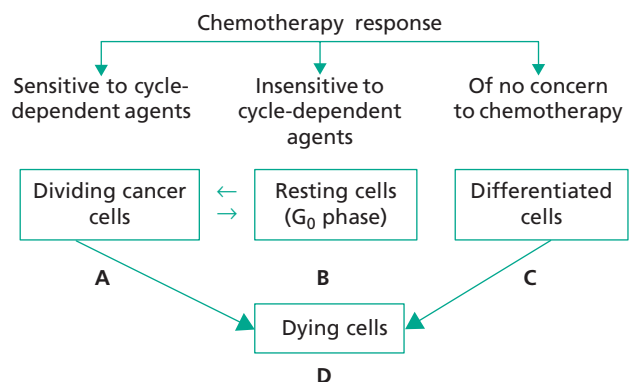 Chemotherapy response
Sensitive to cycle-
dependent agents
Insensitive to
cycle-dependent
agents
Of no concern
to chemotherapy
Dividing cancer
cells
Resting cells
(G₀ phase)
Differentiated
cells
A
B
C
Dying cells
D